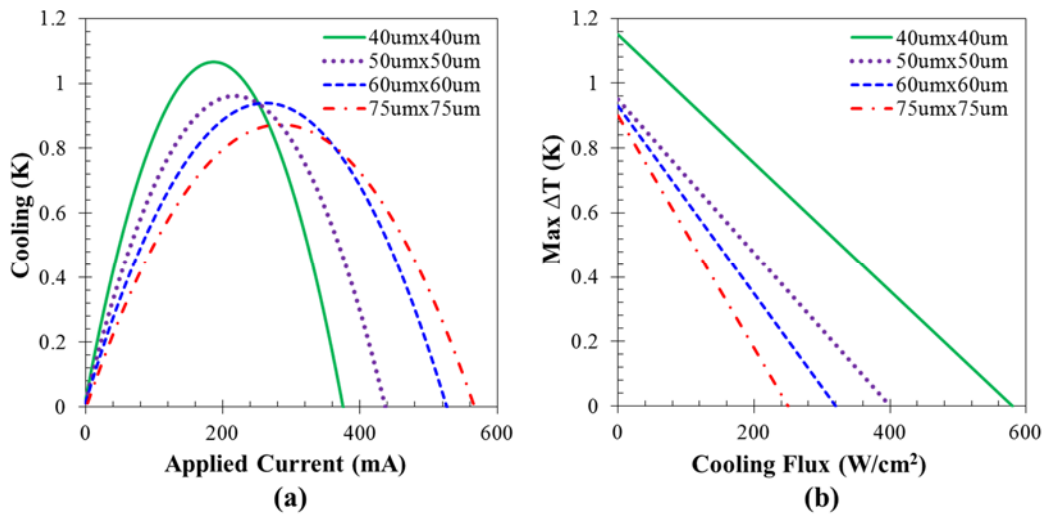 1.2
1
0.8
0.6
0.4
0.2
0
Cooling (K)
40umx40um
50umx50um
60umx60um
75umx75um
0 200 400 600
Applied Current (mA)
(a)
1.2
1
0.8
0.6
0.4
0.2
0
Max ΔT (K)
40umx40um
50umx50um
60umx60um
75umx75um
0 200 400 600
Cooling Flux (W/cm²)
(b)